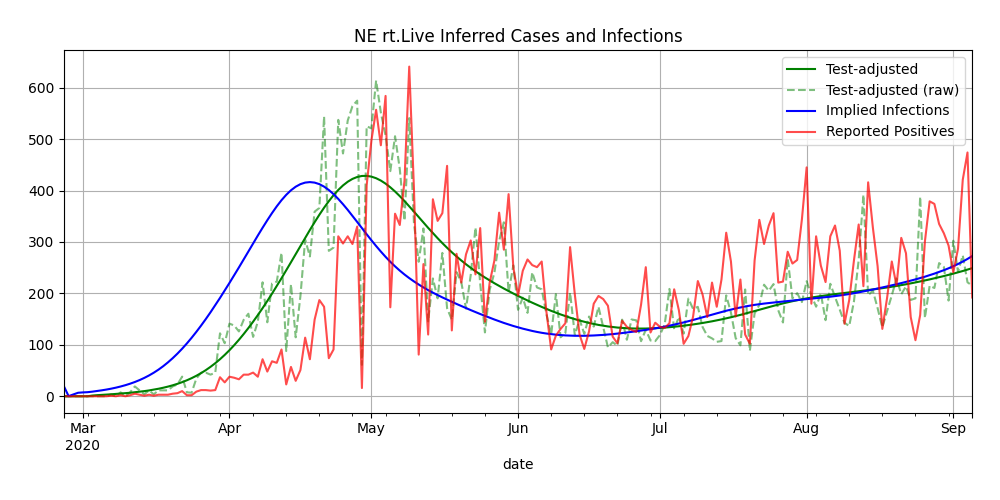 NE rt.Live Inferred Cases and Infections
Test-adjusted
Test-adjusted (raw)
Implied Infections
Reported Positives
600
500
400
300
200
100
0
Mar Apr May Jun Jul Aug Sep
2020
date